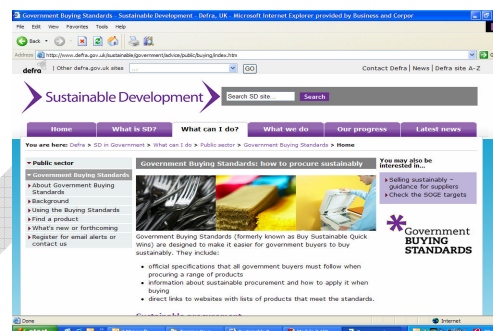 Government Buying Standards - Sustainable Development - Defra, UK - Microsoft Internet Explorer provided by Business and Corpor
File Edit View Favorites Tools Help
Back
Address http://www.defra.gov.uk/sustainable/government/advice/public/buying/index.htm
defra | Other defra.gov.uk sites ... GO Contact Defra | News | Defra site A-Z
Sustainable Development Search SD site... Search
Home What is SD? What can I do? What we do Our progress Latest news
You are here: Defra > SD in Government > What can I do > Public sector > Government Buying Standards > Home
Public sector
Government Buying Standards
About Government Buying
Standards
Background
Using the Buying Standards
Find a product
What's new or forthcoming
Register for email alerts or
contact us
Government Buying Standards: how to procure sustainably
Government Buying Standards (formerly known as Buy Sustainable Quick
Wins) are designed to make it easier for government buyers to buy
sustainably. They include:
• official specifications that all government buyers must follow when
procuring a range of products
• information about sustainable procurement and how to apply it when
buying
• direct links to websites with lists of products that meet the standards.
Sustainable procurement
You may also be
interested in...
Selling sustainably -
guidance for suppliers
Check the SOGE targets
Government
BUYING
STANDARDS
Done Internet
start